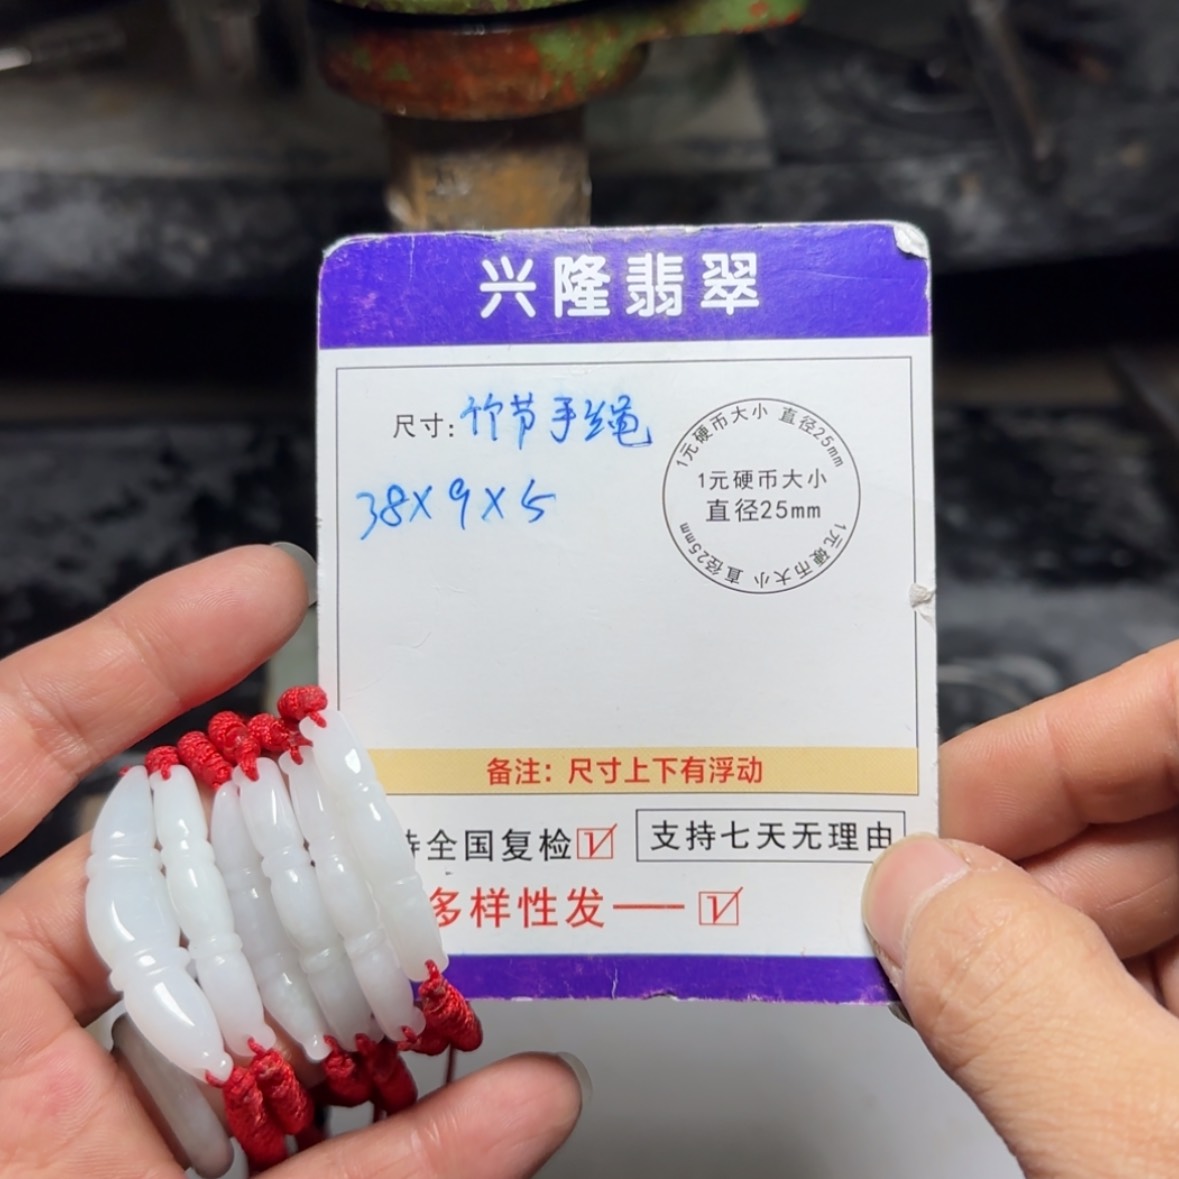 兴隆翡翠
尺寸: 竹节手绳
38X9X5
1元硬币大小 直径25mm
1元硬币大小
直径25mm
1元硬币大小 直径25mm
备注：尺寸上下有浮动
持全国复检
支持七天无理由
多样性发一一